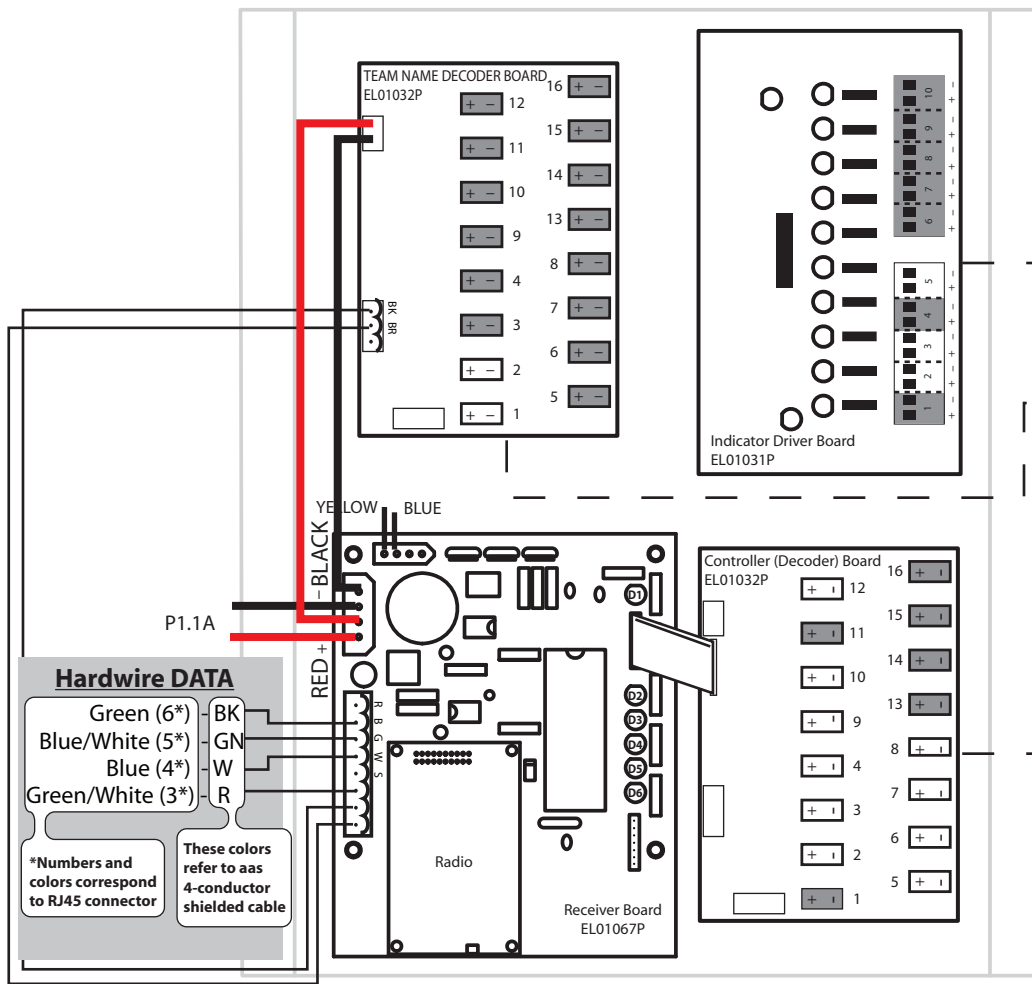 TEAM NAME DECODER BOARD
EL01032P
16 + -
12 + -
15 + -
11 + -
14 + -
10 + -
13 + -
9 + -
8 + -
4 + -
7 + -
3 + -
6 + -
2 + -
5 + -
1 + -
BK BR
10 - +
9 - +
8 - +
7 - +
6 - +
5 - +
4 - +
3 - +
2 - +
1 - +
Indicator Driver Board
EL01031P
YELLOW BLUE
– BLACK
RED +
P1.1A
Hardwire DATA
Green (6*) - BK
Blue/White (5*) - GN
Blue (4*) - W
Green/White (3*) - R
*Numbers and
colors correspond
to RJ45 connector
These colors
refer to aas
4-conductor
shielded cable
R
B
G
W
S
D1
D2
D3
D4
D5
D6
Radio
Receiver Board
EL01067P
Controller (Decoder) Board
EL01032P
16 + -
12 + -
15 + -
11 + -
14 + -
10 + -
13 + -
9 + -
8 + -
4 + -
7 + -
3 + -
6 + -
2 + -
5 + -
1 + -